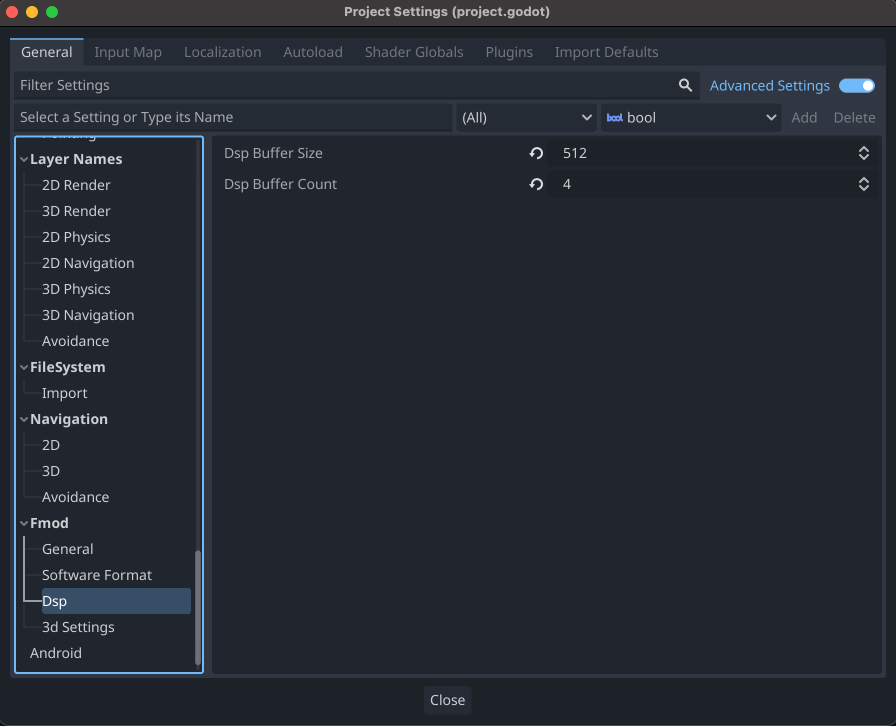 Project Settings (project.godot)
General Input Map Localization Autoload Shader Globals Plugins Import Defaults
Filter Settings Advanced Settings
Select a Setting or Type its Name (All) bool bool Add Delete
Layer Names
2D Render
3D Render
2D Physics
2D Navigation
3D Physics
3D Navigation
Avoidance
FileSystem
Import
Navigation
2D
3D
Avoidance
Fmod
General
Software Format
Dsp
3d Settings
Android
Dsp Buffer Size 512
Dsp Buffer Count 4
Close